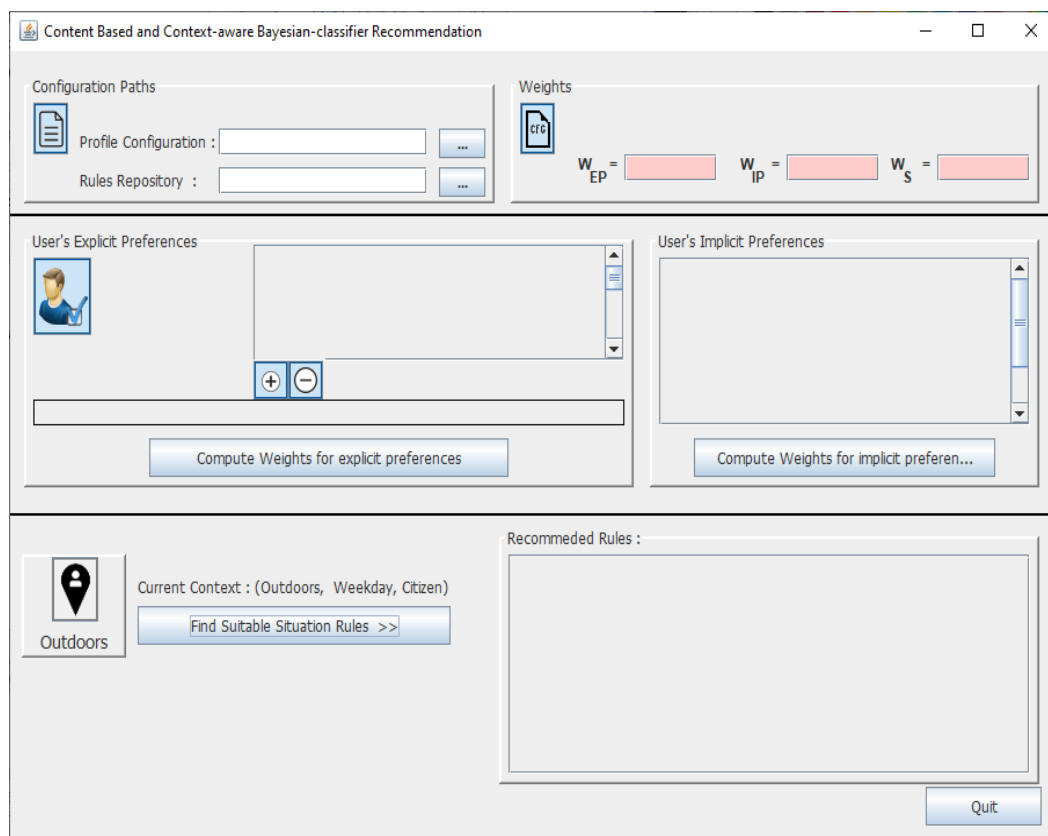 Content Based and Context-aware Bayesian-classifier Recommendation
Configuration Paths
Profile Configuration :
...
Rules Repository :
...
Weights
CFG
W EP =
W IP =
W S =
User's Explicit Preferences
Compute Weights for explicit preferences
User's Implicit Preferences
Compute Weights for implicit preferen...
Outdoors
Current Context : (Outdoors, Weekday, Citizen)
Find Suitable Situation Rules >>
Recommeded Rules :
Quit